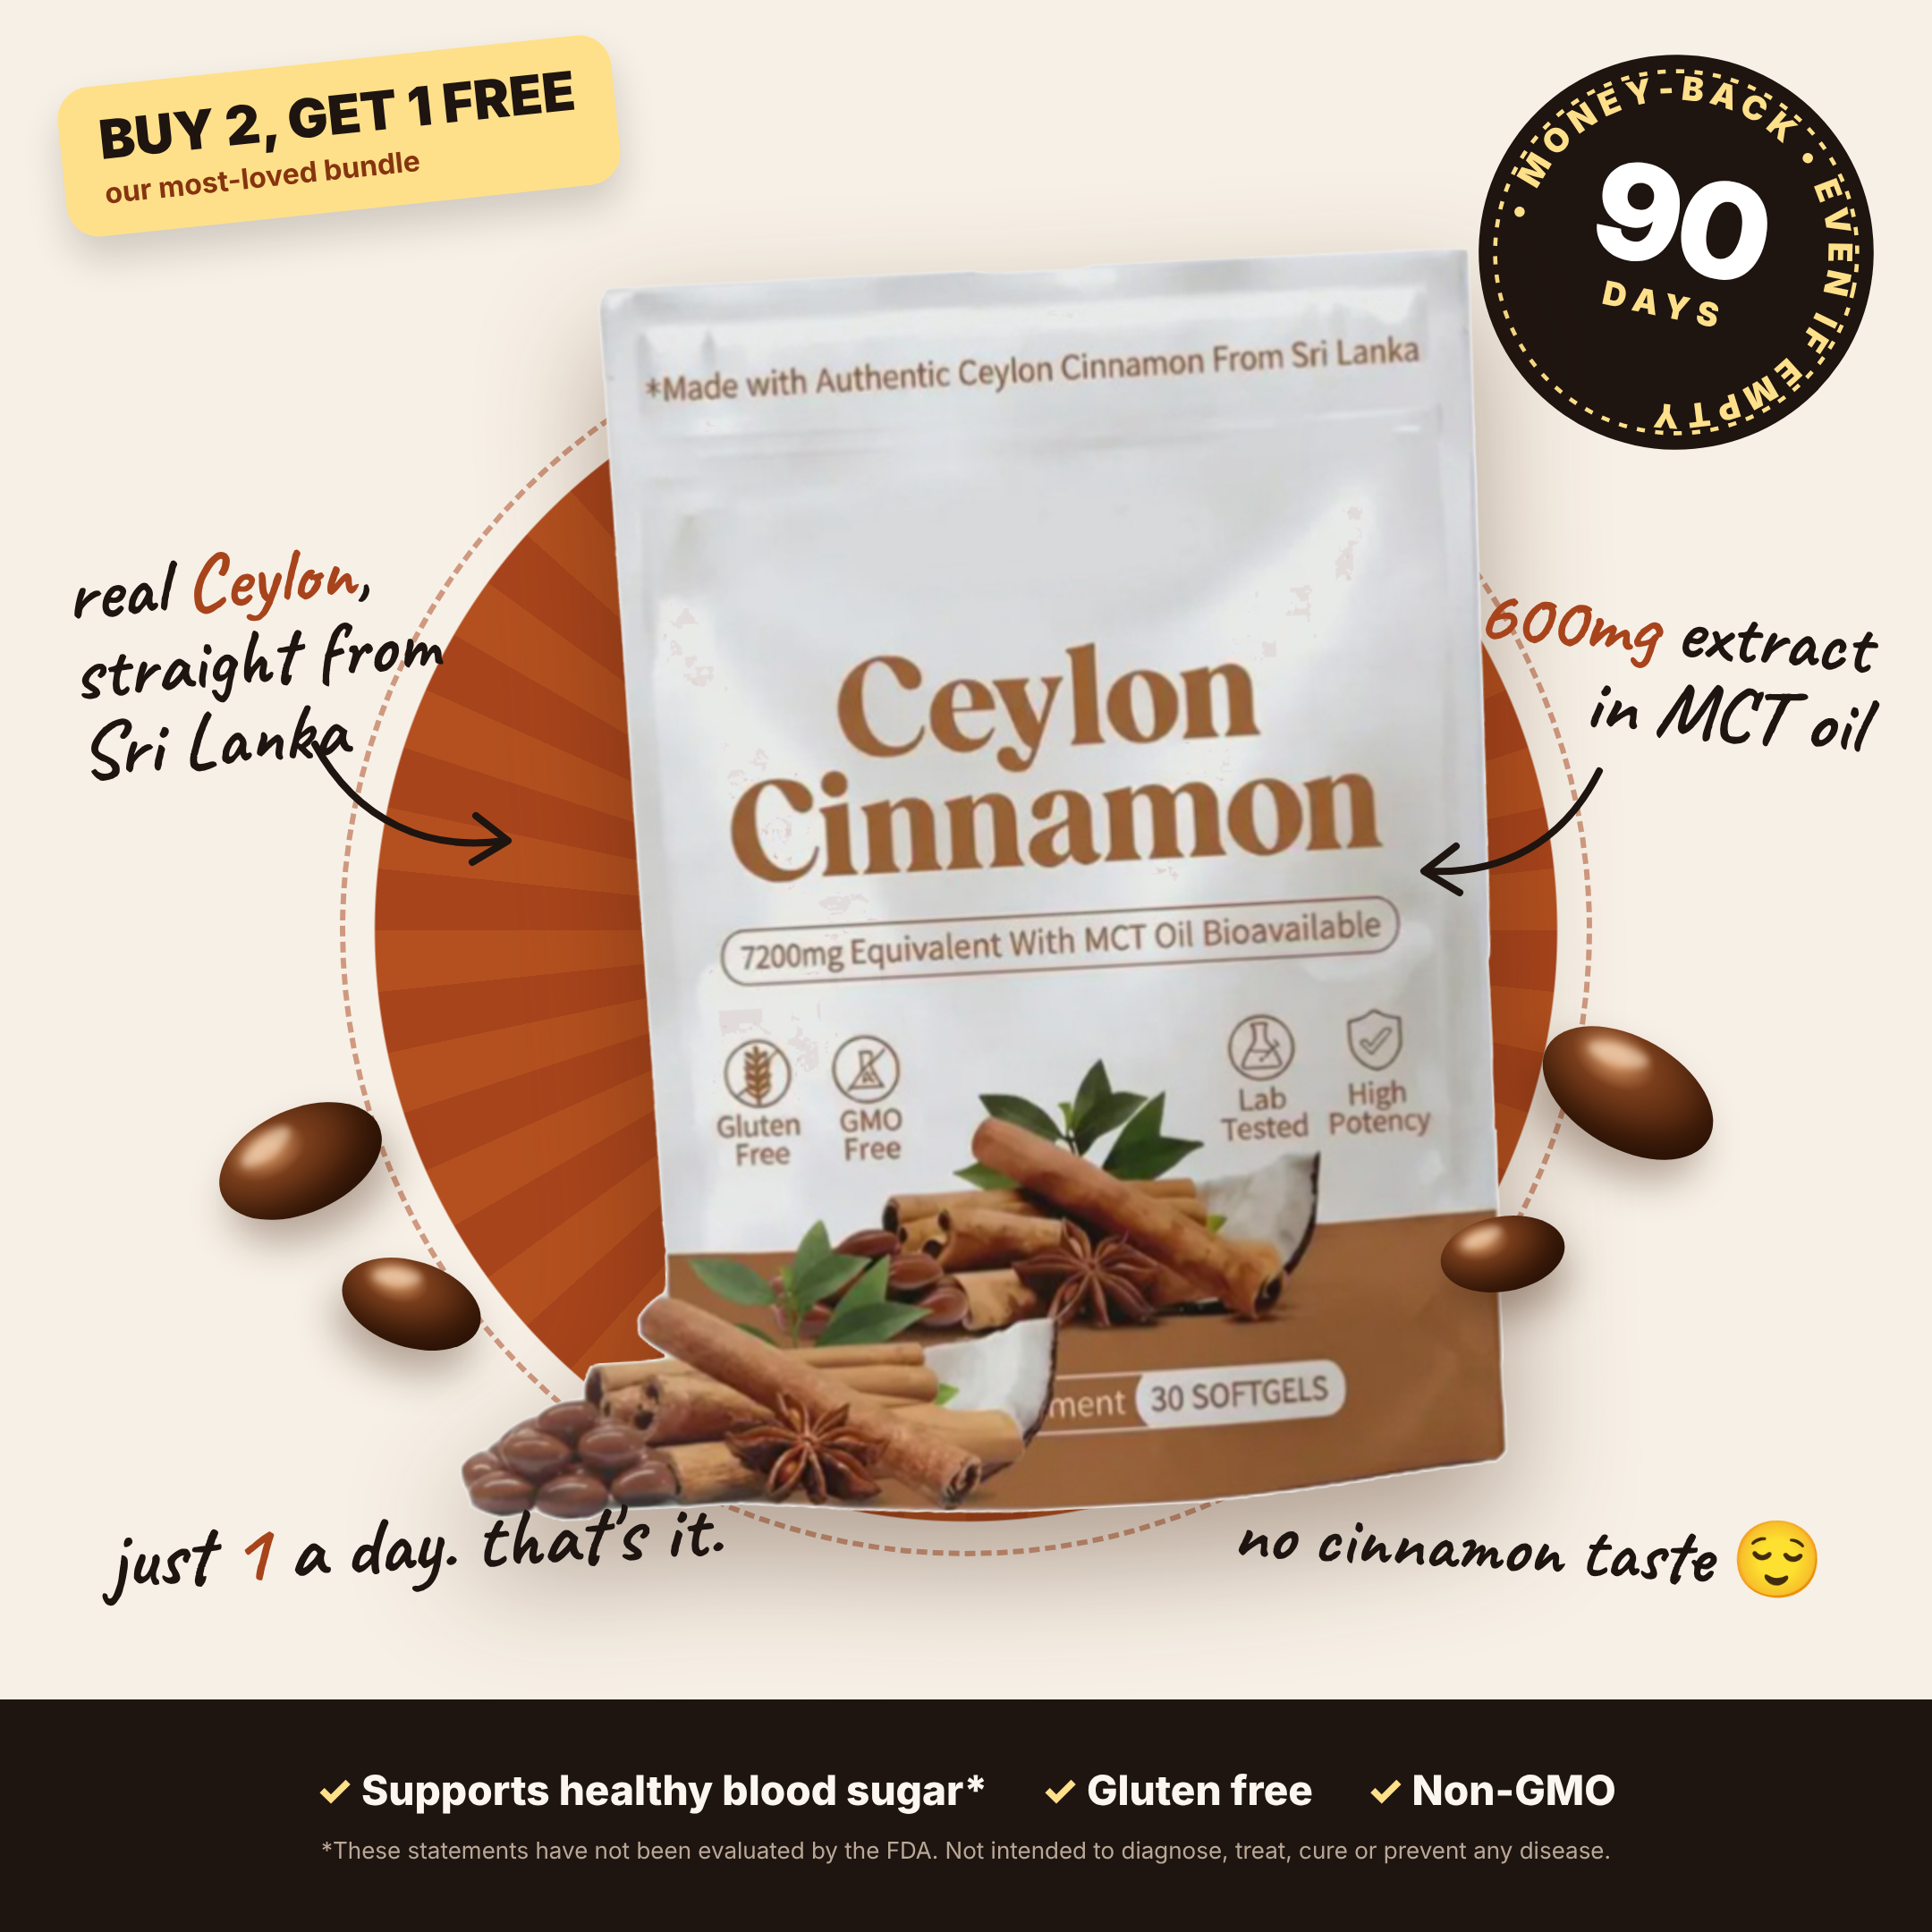 BUY 2, GET 1 FREE
our most-loved bundle
• MONEY-BACK • EVEN IF EMPTY
90
DAYS
*Made with Authentic Ceylon Cinnamon From Sri Lanka
real Ceylon,
straight from
Sri Lanka
600mg extract
in MCT oil
Ceylon
Cinnamon
7200mg Equivalent With MCT Oil Bioavailable
Gluten
Free
GMO
Free
Lab
Tested
High
Potency
30 SOFTGELS
just 1 a day. that's it.
no cinnamon taste 😌
✓ Supports healthy blood sugar* ✓ Gluten free ✓ Non-GMO
*These statements have not been evaluated by the FDA. Not intended to diagnose, treat, cure or prevent any disease.